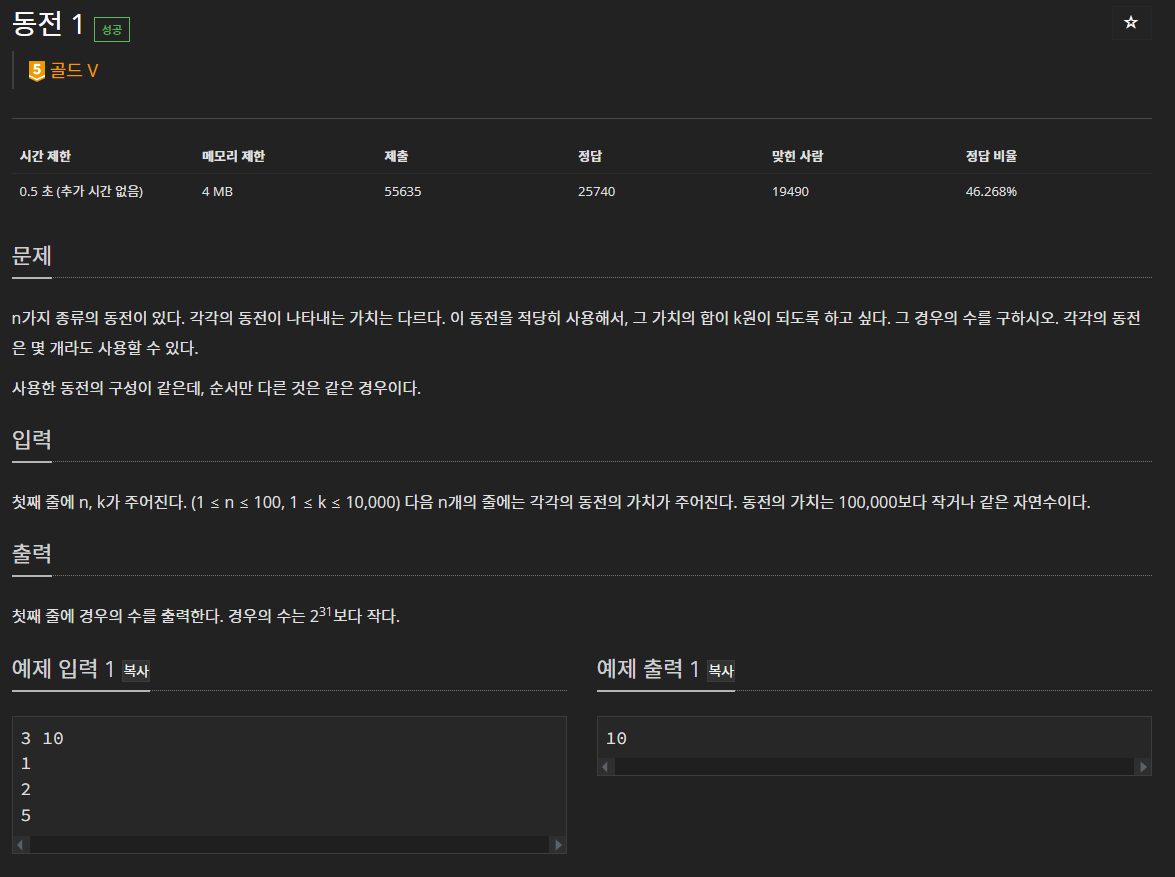 동전 1 성공
5 골드 V
시간 제한 메모리 제한 제출 정답 맞힌 사람 정답 비율
0.5 초 (추가 시간 없음) 4 MB 55635 25740 19490 46.268%
문제
n가지 종류의 동전이 있다. 각각의 동전이 나타내는 가치는 다르다. 이 동전을 적당히 사용해서, 그 가치의 합이 k원이 되도록 하고 싶다. 그 경우의 수를 구하시오. 각각의 동전
은 몇 개라도 사용할 수 있다.
사용한 동전의 구성이 같은데, 순서만 다른 것은 같은 경우이다.
입력
첫째 줄에 n, k가 주어진다. (1 ≤ n ≤ 100, 1 ≤ k ≤ 10,000) 다음 n개의 줄에는 각각의 동전의 가치가 주어진다. 동전의 가치는 100,000보다 작거나 같은 자연수이다.
출력
첫째 줄에 경우의 수를 출력한다. 경우의 수는 2³¹보다 작다.
예제 입력 1 복사
3 10
1
2
5
예제 출력 1 복사
10